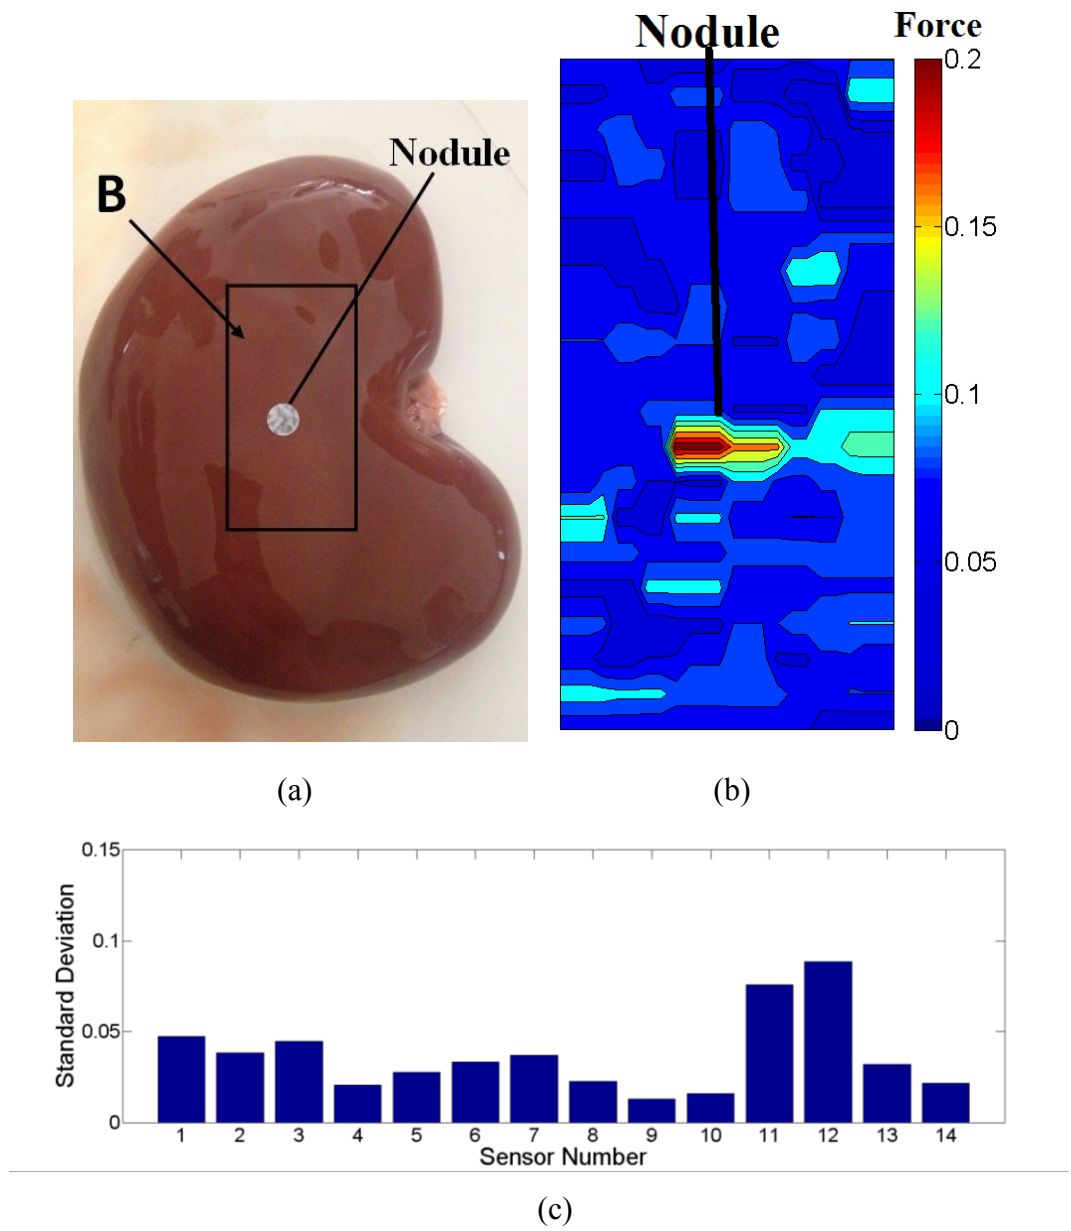 Nodule
Force
0.2
0.15
0.1
0.05
0
Nodule
B
(a)
(b)
0.15
0.1
0.05
0
Standard Deviation
1 2 3 4 5 6 7 8 9 10 11 12 13 14
Sensor Number
(c)